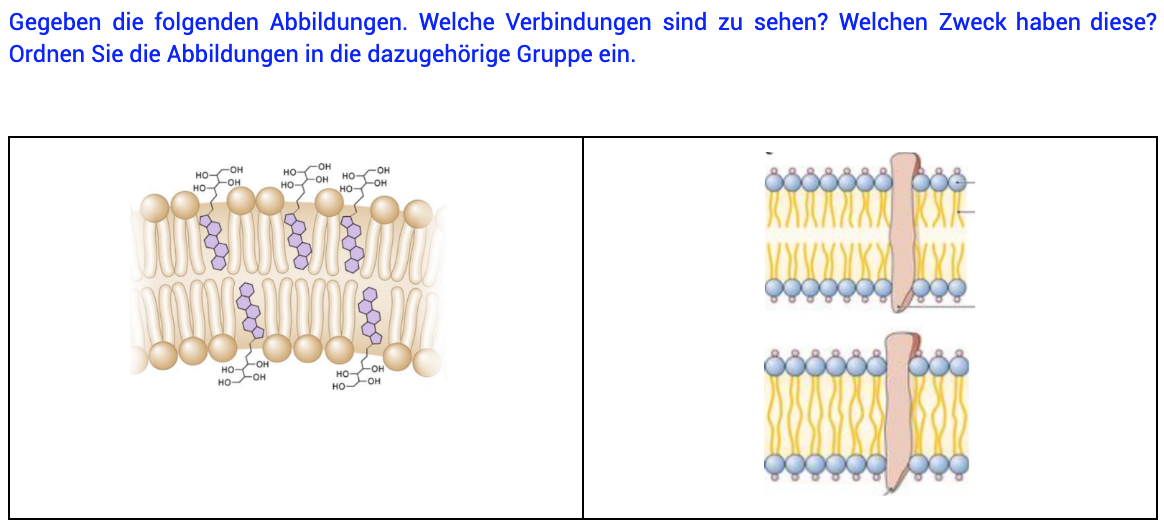 Gegeben die folgenden Abbildungen. Welche Verbindungen sind zu sehen? Welchen Zweck haben diese?
Ordnen Sie die Abbildungen in die dazugehörige Gruppe ein.
HO OH
HO OH
HO OH
HO OH
HO OH
HO OH
HO OH
HO OH
HO OH
HO OH